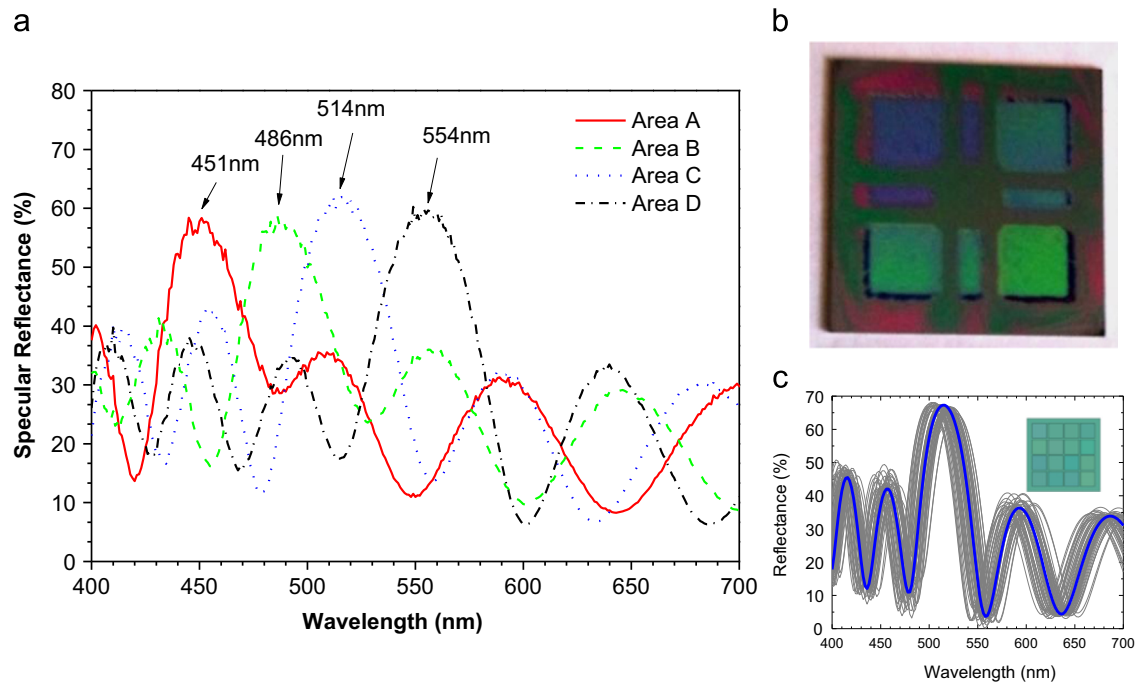 a
80
70
60
50
40
30
20
10
0
Specular Reflectance (%)
400
450
500
550
600
650
700
Wavelength (nm)
451nm
486nm
514nm
554nm
Area A
Area B
Area C
Area D
b
c
70
60
50
40
30
20
10
0
Reflectance (%)
400
450
500
550
600
650
700
Wavelength (nm)